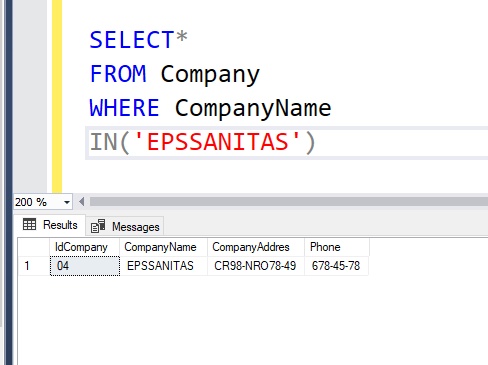 SELECT*
FROM Company
WHERE CompanyName
IN('EPSSANITAS')
200 %
Results Messages
IdCompany CompanyName CompanyAddres Phone
1 04 EPSSANITAS CR98-NRO78-49 678-45-78